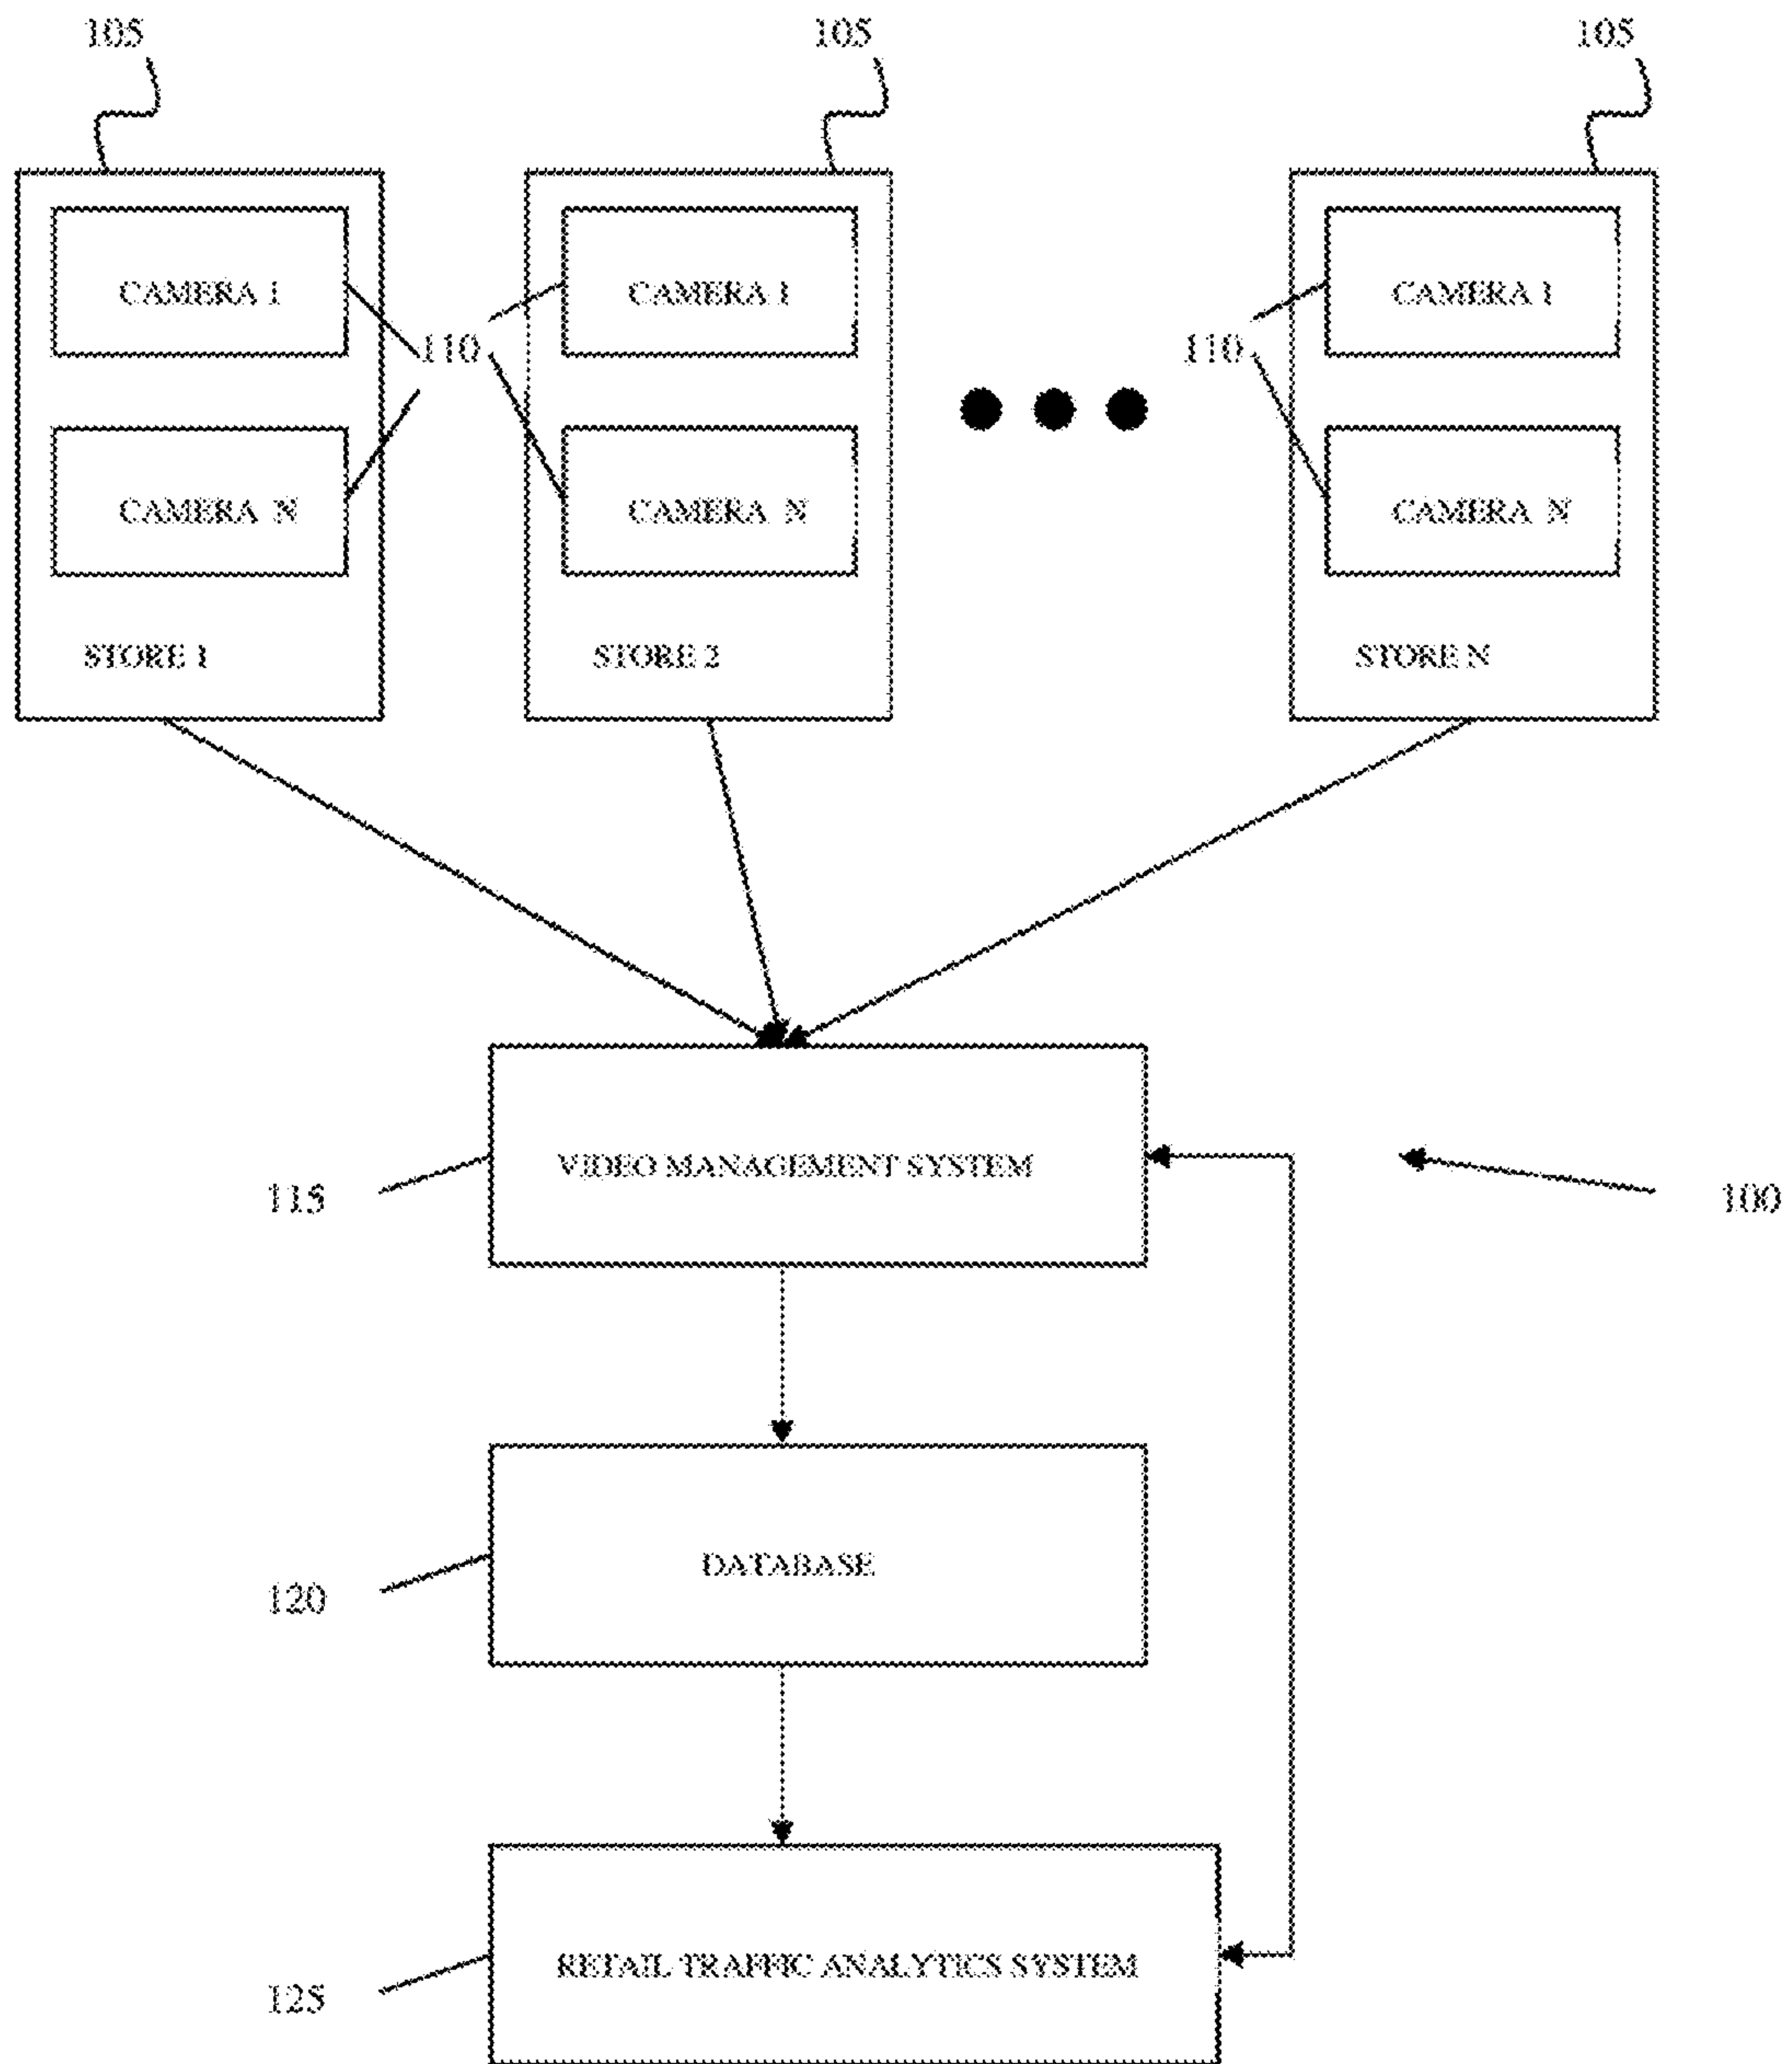 105 105 105
CAMERA 1 CAMERA 1 CAMERA 1
110 110
CAMERA N CAMERA N CAMERA N
STORE 1 STORE 2 STORE N
VIDEO MANAGEMENT SYSTEM
115 100
DATABASE
120
RETAIL TRAFFIC ANALYTICS SYSTEM
125